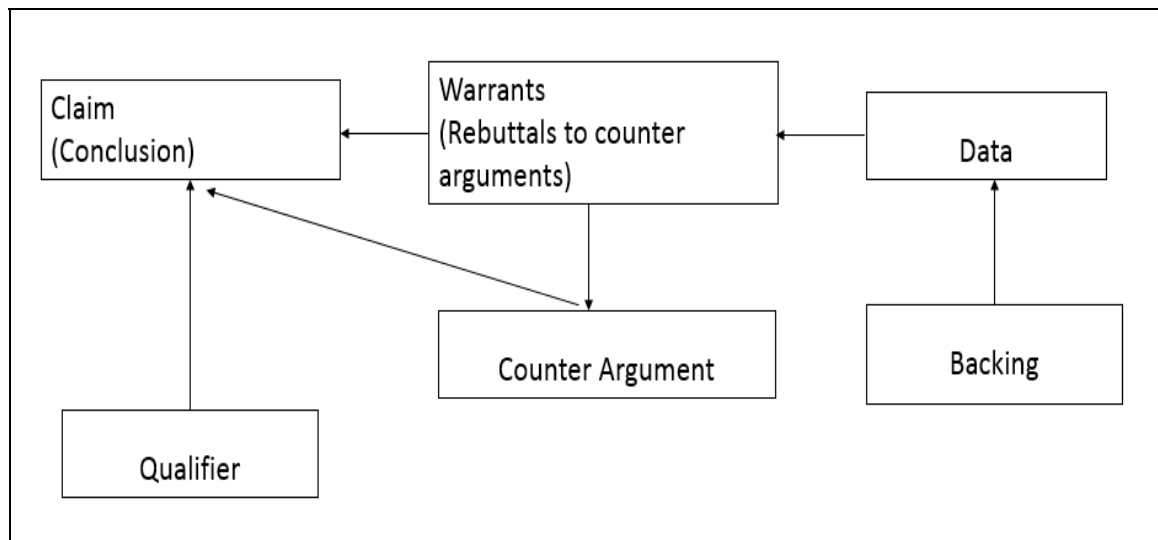 Claim
(Conclusion)
Warrants
(Rebuttals to counter
arguments)
Data
Counter Argument
Backing
Qualifier